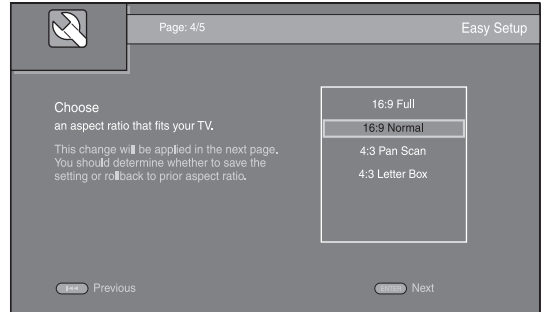 Page: 4/5
Easy Setup
Choose
an aspect ratio that fits your TV.
This change will be applied in the next page.
You should determine whether to save the
setting or rollback to prior aspect ratio.
16:9 Full
16:9 Normal
4:3 Pan Scan
4:3 Letter Box
Previous
ENTER Next